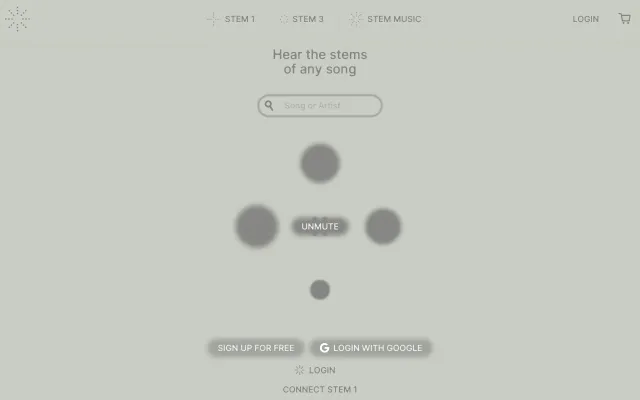 STEM 1
STEM 3
STEM MUSIC
LOGIN
Hear the stems
of any song
Song or Artist
UNMUTE
SIGN UP FOR FREE
LOGIN WITH GOOGLE
LOGIN
CONNECT STEM 1